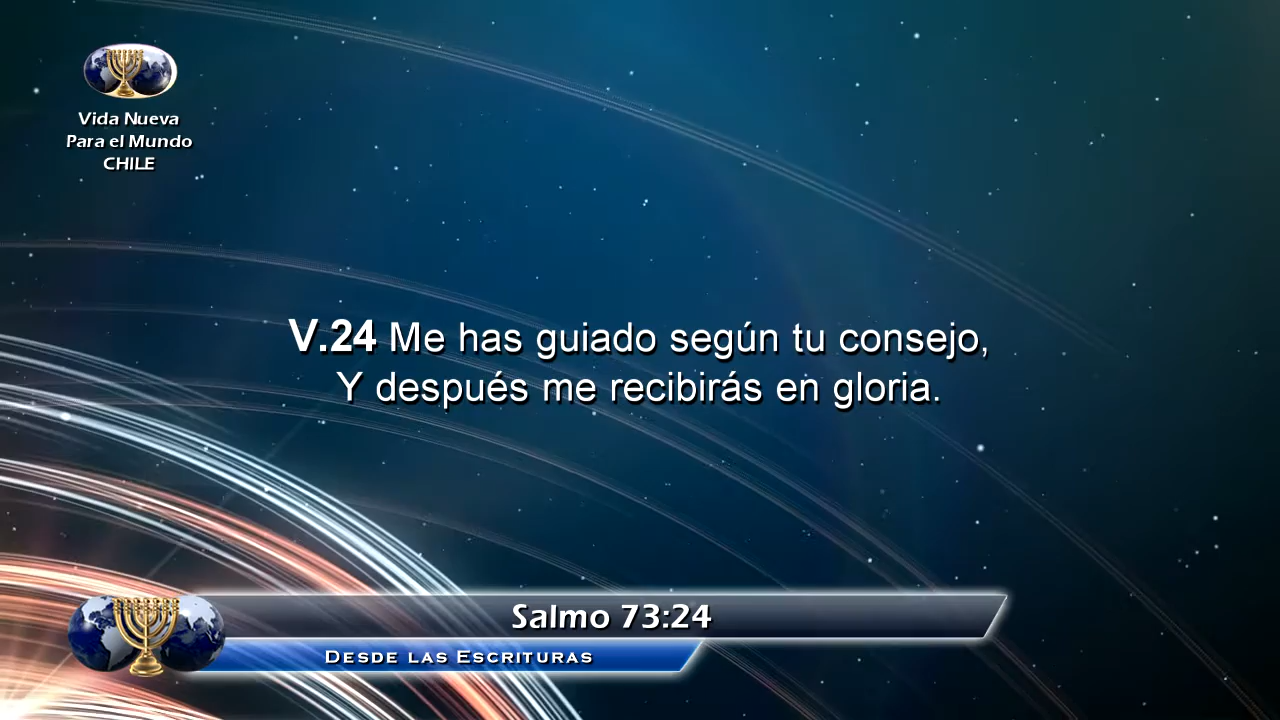 Vida Nueva
Para el Mundo
CHILE
V.24 Me has guiado según tu consejo,
Y después me recibirás en gloria.
Salmo 73:24
Desde las Escrituras